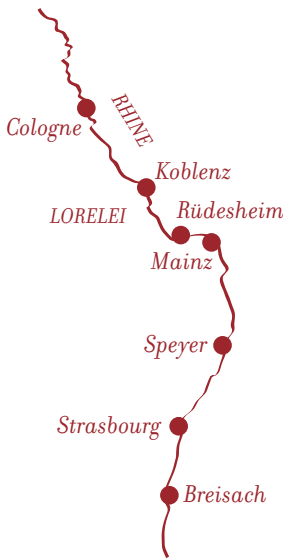 RHINE
Cologne
Koblenz
LORELEI
Rüdesheim
Mainz
Speyer
Strasbourg
Breisach